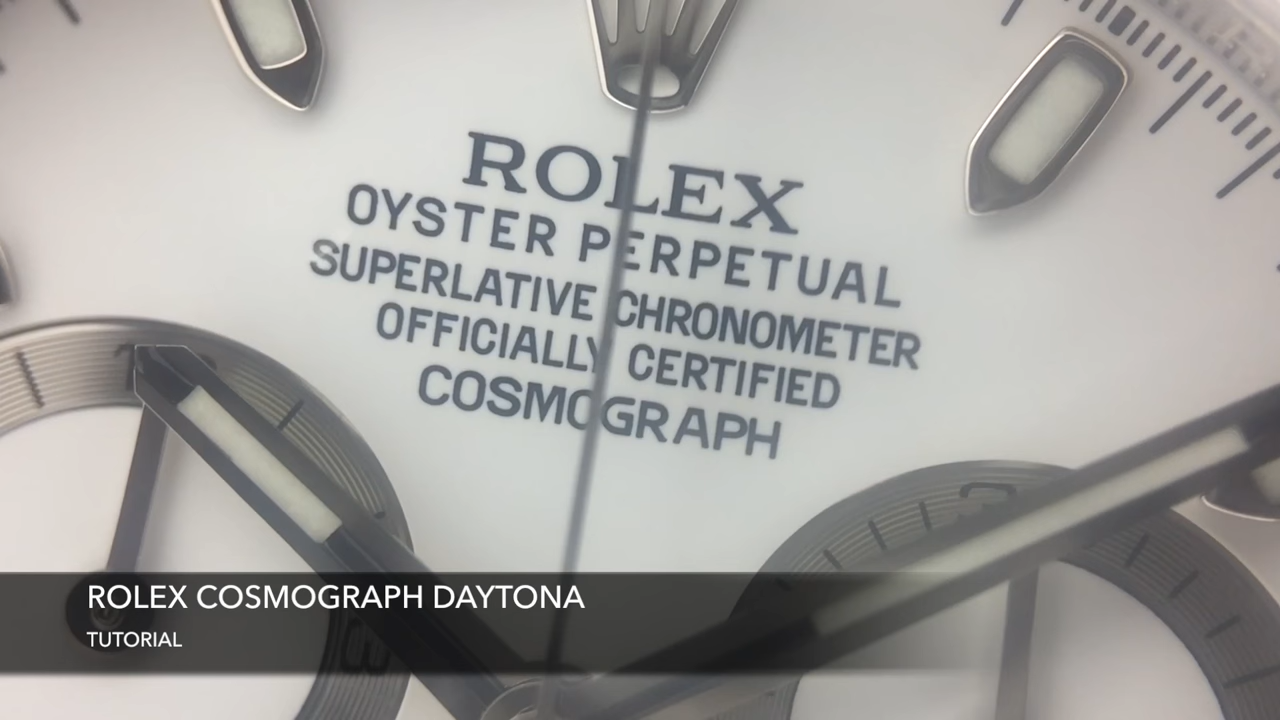 ROLEX
OYSTER PERPETUAL
SUPERLATIVE CHRONOMETER
OFFICIALLY CERTIFIED
COSMOGRAPH
ROLEX COSMOGRAPH DAYTONA
TUTORIAL